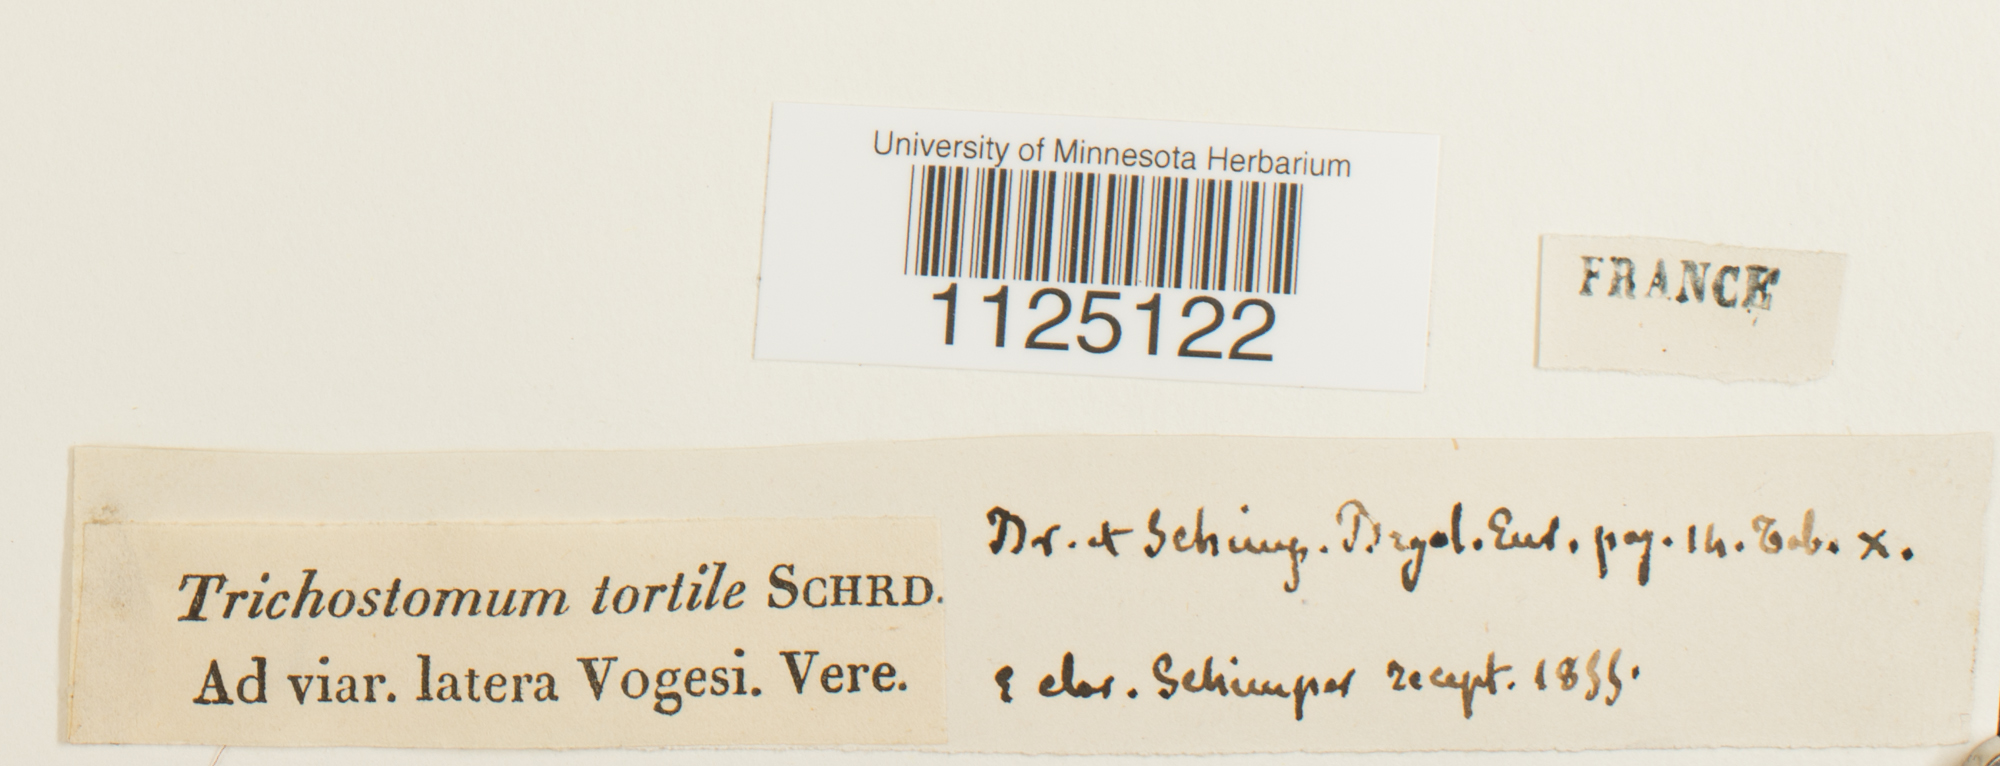 University of Minnesota Herbarium
1125122
FRANCE
Trichostomum tortile SCHRD.
Ad viar. latera Vogesi. Vere.
Br. & Schimp. Bryol. Eur. pag. 14. Tab. X.
E clar. Schimper recept. 1855.